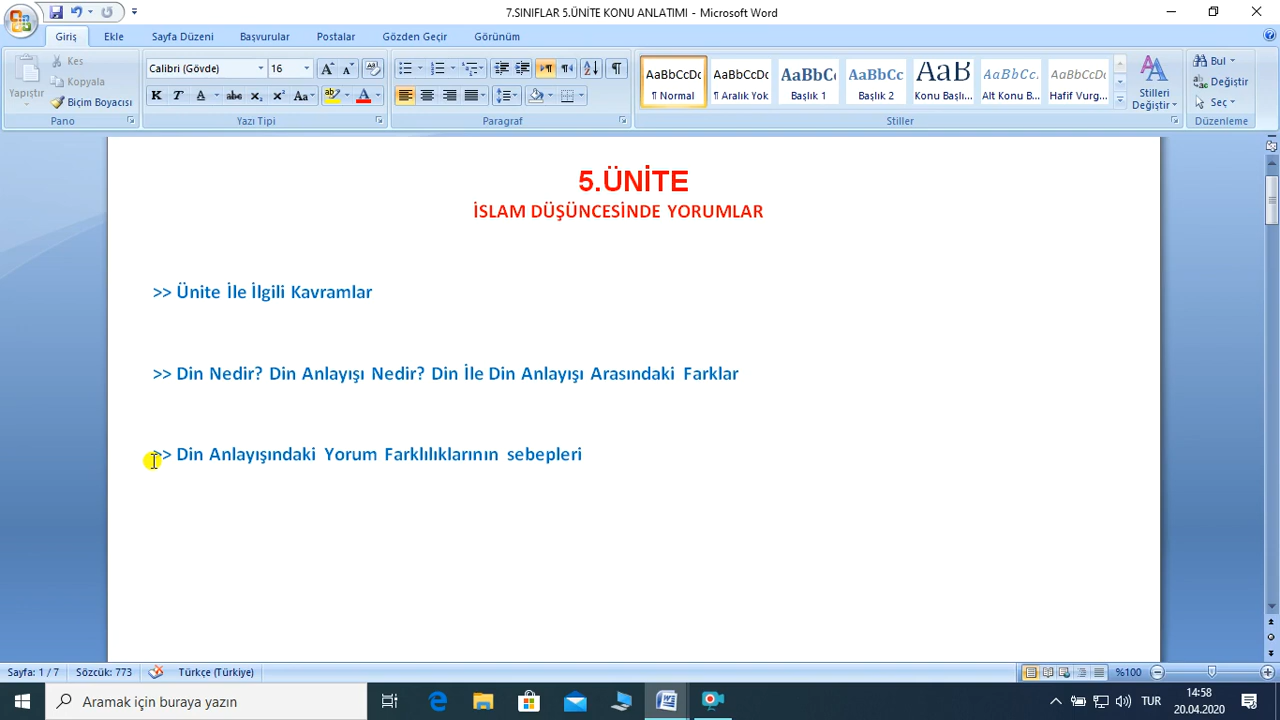 7.SINIFLAR 5.ÜNİTE KONU ANLATIMI - Microsoft Word
Giriş Ekle Sayfa Düzeni Başvurular Postalar Gözden Geçir Görünüm
Yapıştır
Kes
Kopyala
Biçim Boyacısı
Pano
Calibri (Gövde) 16
Yazı Tipi
Paragraf
AaBbCcDc AaBbCcDc AaBbC AaBbCc AaB AaBbCc. AaBbCcDc
¶ Normal ¶ Aralık Yok Başlık 1 Başlık 2 Konu Başlı... Alt Konu B... Hafif Vurg...
Stilleri Değiştir
Stiller
Bul
Değiştir
Seç
Düzenleme
5.ÜNİTE
İSLAM DÜŞÜNCESİNDE YORUMLAR
>> Ünite İle İlgili Kavramlar
>> Din Nedir? Din Anlayışı Nedir? Din İle Din Anlayışı Arasındaki Farklar
>> Din Anlayışındaki Yorum Farklılıklarının sebepleri
Sayfa: 1 / 7 Sözcük: 773 Türkçe (Türkiye) %100
Aramak için buraya yazın
TUR
14:58
20.04.2020